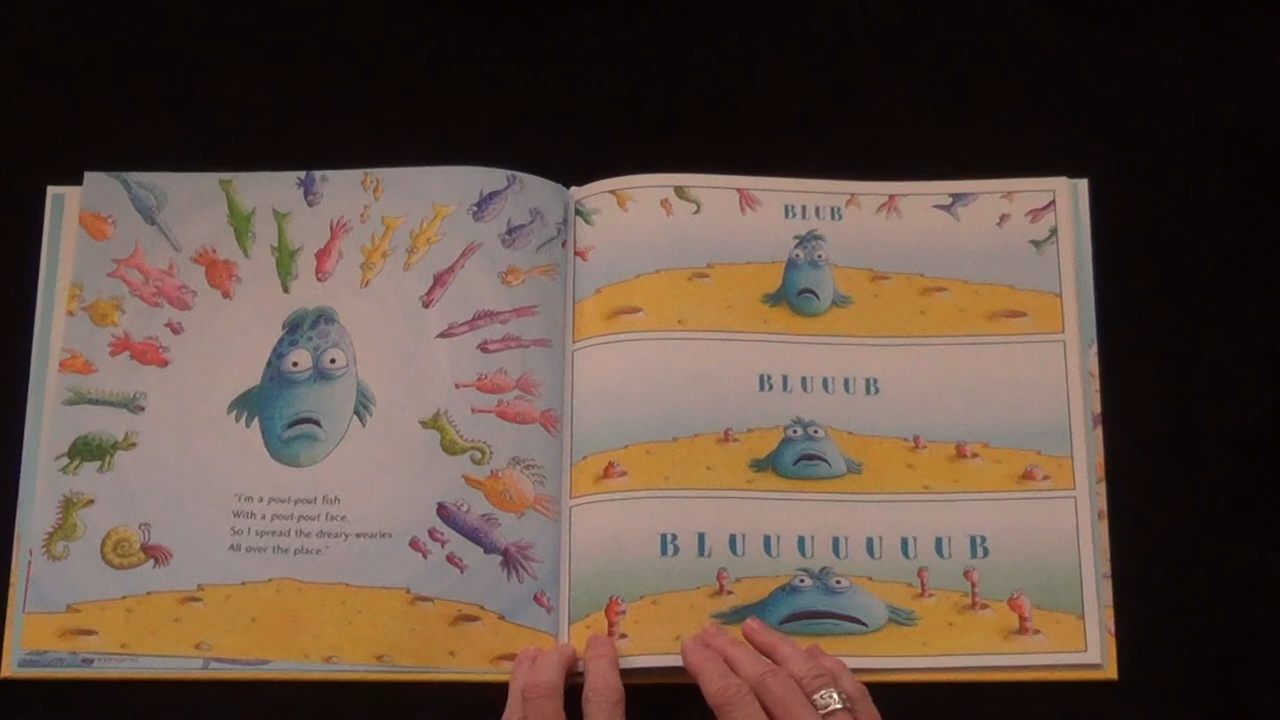 "I'm a pout-pout fish
With a pout-pout face,
So I spread the dreary-wearies
All over the place."
BLUB
BLUUUB
BLUUUUUUUUB